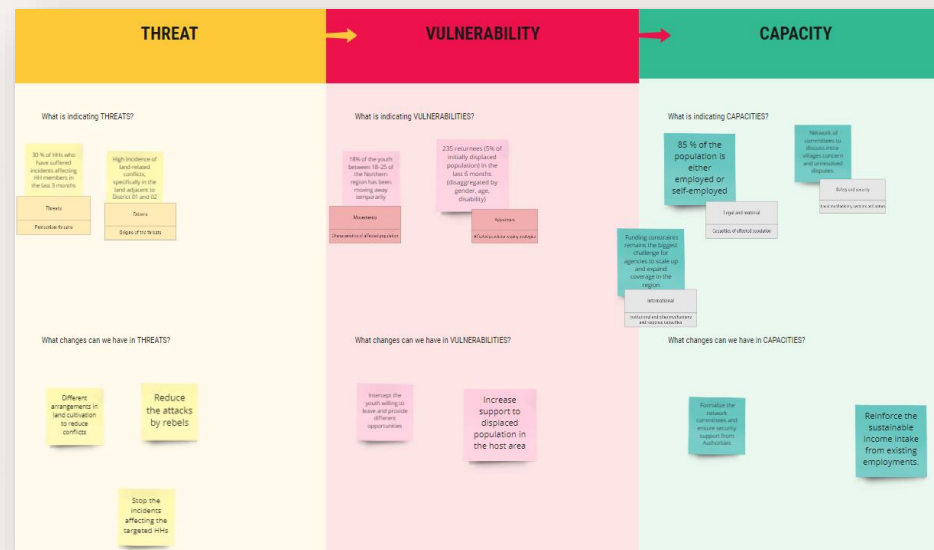 THREAT
VULNERABILITY
CAPACITY
What is indicating THREATS?
30 % of HHs who
have suffered
incidents affecting
HH members in
the last 3 months
Threats
Protection threats
High Incidence of
land-related
conflicts,
specifically in the
land adjacent to
District 01 and 02
Origins of the threats
What is indicating VULNERABILITIES?
18% of the youth
between 18-25 of
the Northern
region has been
moving away
temporarily
Movements
Characteristics of affected population
235 returnees (5% of
initially displaced
population) in the
last 6 months
(disaggregated by
gender, age,
disability)
What is indicating CAPACITIES?
85 % of the
population is
either
employed or
self-employed
Legal and material
Capacities of affected population
Network of
committees to
discuss intra-
villages concern
and unresolved
disputes.
Safety and security
Local institutions,
Funding constraints
remains the biggest
challenge for
agencies to scale up
and expand
coverage in the
region
International
Institutional and other mechanisms
and response capacities
What changes can we have in THREATS?
Different
arrangements in
land cultivation
to reduce
conflicts
Reduce
the attacks
by rebels
Stop the
incidents
affecting the
targeted HHs
What changes can we have in VULNERABILITIES?
Intercept the
youth willing to
leave and provide
different
opportunities
Increase
support to
displaced
population in
the host area
What changes can we have in CAPACITIES?
Formalize the
network
committees and
ensure security
support from
Authorities
Reinforce the
sustainable
income intake
from existing
employments.